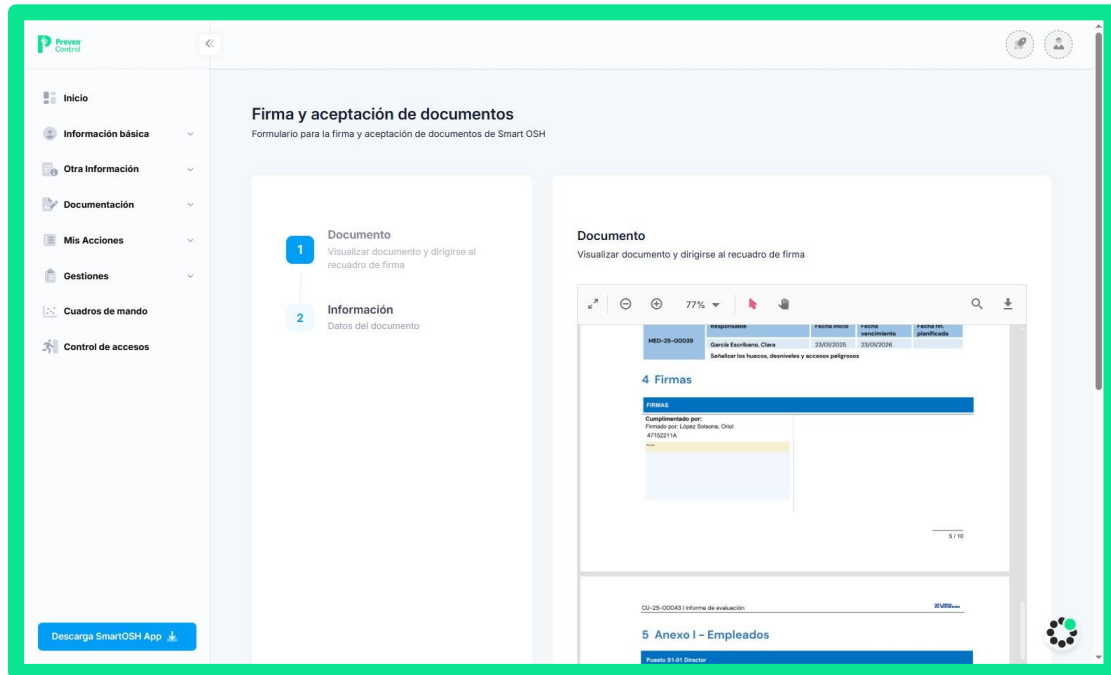 Preven
Control
Inicio
Información básica
Otra Información
Documentación
Mis Acciones
Gestiones
Cuadros de mando
Control de accesos
Descarga SmartOSH App
Firma y aceptación de documentos
Formulario para la firma y aceptación de documentos de Smart OSH
1
Documento
Visualizar documento y dirigirse al
recuadro de firma
2
Información
Datos del documento
Documento
Visualizar documento y dirigirse al recuadro de firma
77%
Responsable Fecha inicio Fecha vencimiento Fecha fin. planificada
MED-25-00039
García Escribano, Clara 23/01/2025 23/01/2026
Señalizar los huecos, desniveles y accesos peligrosos
4 Firmas
FIRMAS
Cumplimentado por:
Firmado por: López Solsona, Oriol
47152211A
5 / 10
CU-25-00043 | Informe de evaluación
5 Anexo I - Empleados
Puesto S1-01 Director